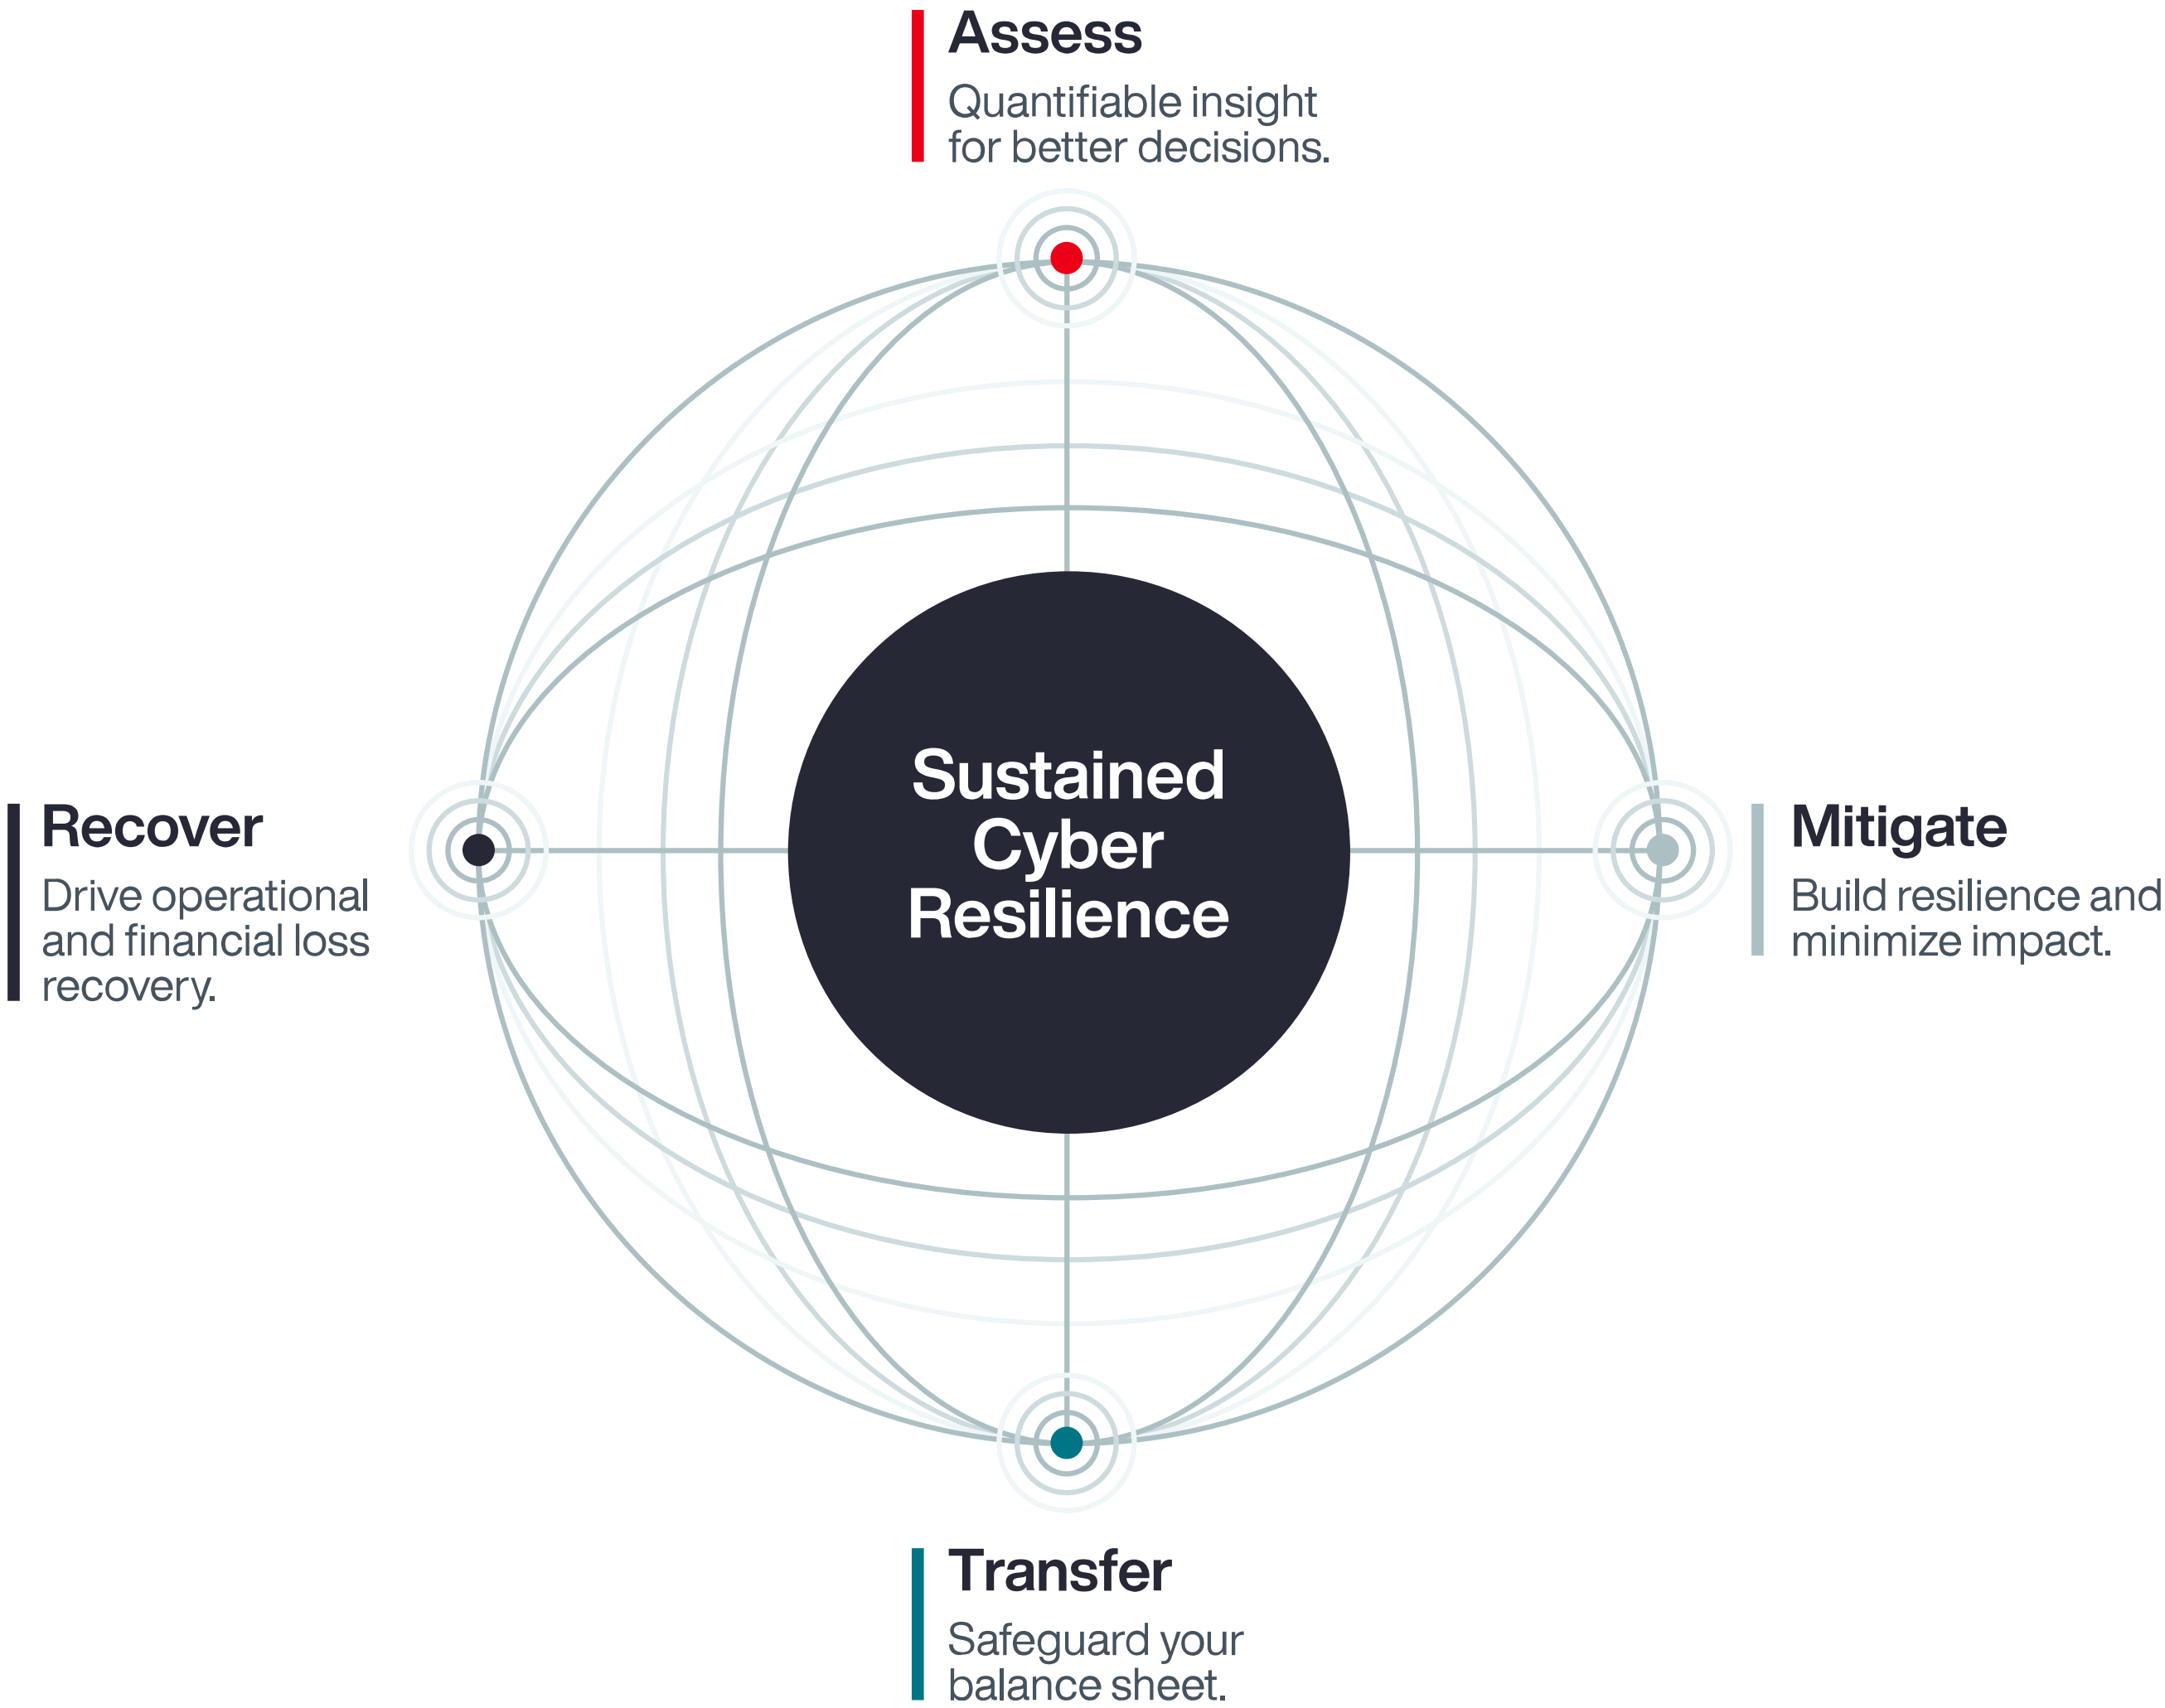 Assess
Quantifiable insight
for better decisions.
Sustained
Cyber
Resilience
Recover
Drive operational
and financial loss
recovery.
Mitigate
Build resilience and
minimize impact.
Transfer
Safeguard your
balance sheet.